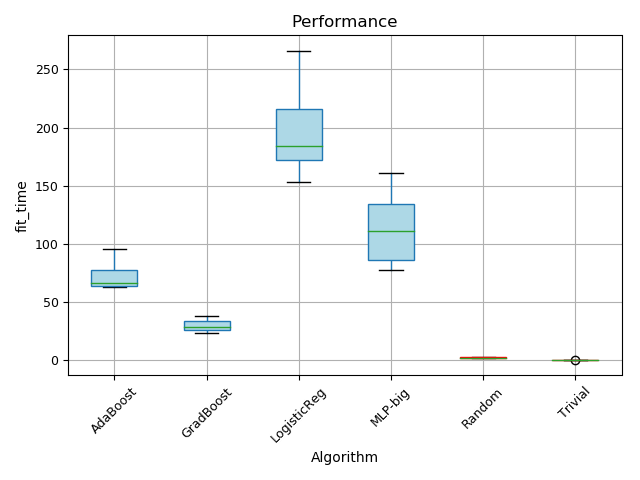 Performance
fit_time
250
200
150
100
50
0
AdaBoost
GradBoost
LogisticReg
MLP-big
Random
Trivial
Algorithm